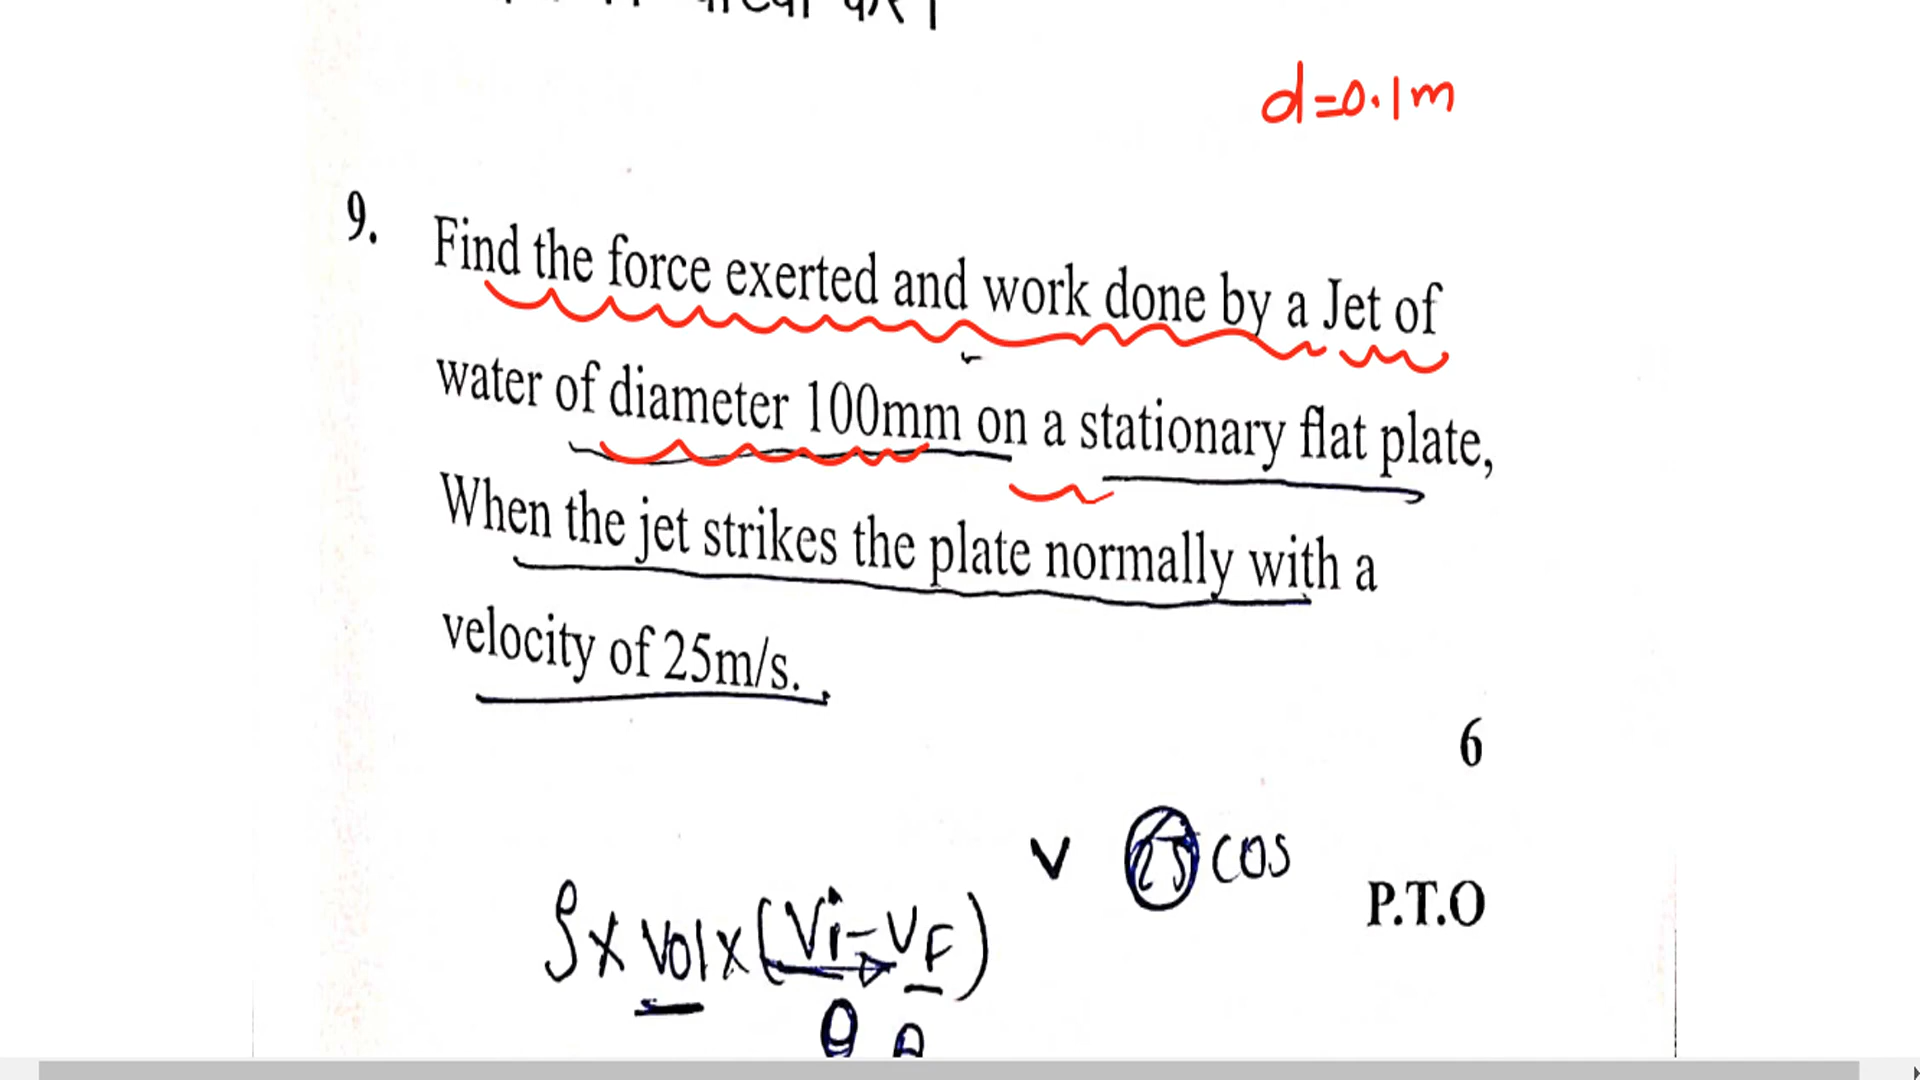 d=0.1m
9. Find the force exerted and work done by a Jet of
water of diameter 100mm on a stationary flat plate,
When the jet strikes the plate normally with a
velocity of 25m/s.
6
V 25 cos
P.T.O
ρ x Vol x (Vi-VF)